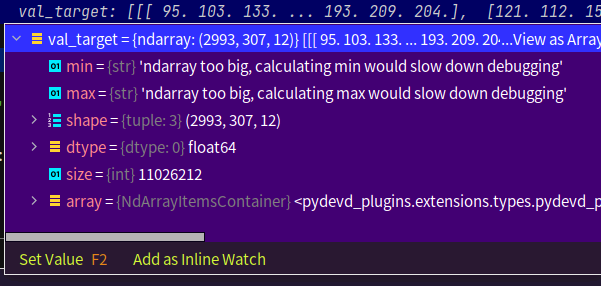 val_target: [[[ 95. 103. 133. ... 193. 209. 204.], [121. 112. 15
val_target = {ndarray: (2993, 307, 12)} [[[ 95. 103. 133. ... 193. 209. 20‹...View as Array
min = {str} 'ndarray too big, calculating min would slow down debugging'
max = {str} 'ndarray too big, calculating max would slow down debugging'
shape = {tuple: 3} (2993, 307, 12)
dtype = {dtype: 0} float64
size = {int} 11026212
array = {NdArrayItemsContainer} <pydevd_plugins.extensions.types.pydevd_p
Set Value F2 Add as Inline Watch